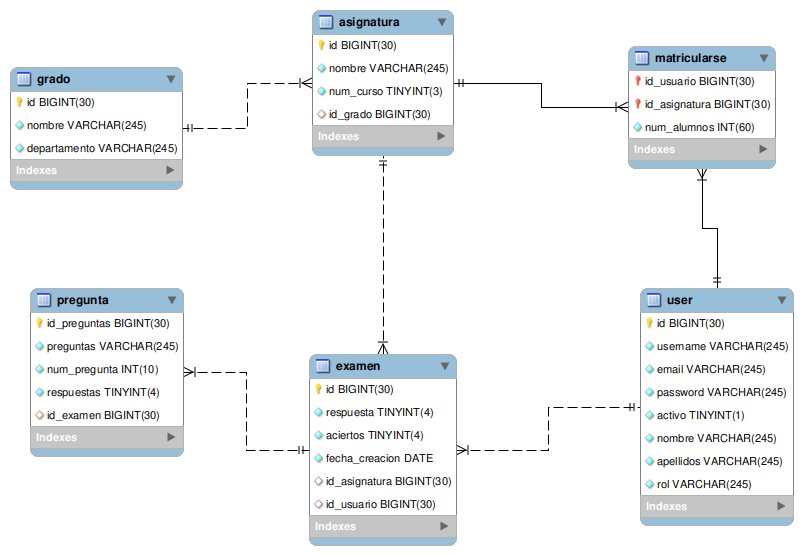 grado
id BIGINT(30)
nombre VARCHAR(245)
departamento VARCHAR(245)
Indexes
asignatura
id BIGINT(30)
nombre VARCHAR(245)
num_curso TINYINT(3)
id_grado BIGINT(30)
Indexes
matricularse
id_usuario BIGINT(30)
id_asignatura BIGINT(30)
num_alumnos INT(60)
Indexes
pregunta
id_preguntas BIGINT(30)
preguntas VARCHAR(245)
num_pregunta INT(10)
respuestas TINYINT(4)
id_examen BIGINT(30)
Indexes
examen
id BIGINT(30)
respuesta TINYINT(4)
aciertos TINYINT(4)
fecha_creacion DATE
id_asignatura BIGINT(30)
id_usuario BIGINT(30)
Indexes
user
id BIGINT(30)
username VARCHAR(245)
email VARCHAR(245)
password VARCHAR(245)
activo TINYINT(1)
nombre VARCHAR(245)
apellidos VARCHAR(245)
rol VARCHAR(245)
Indexes